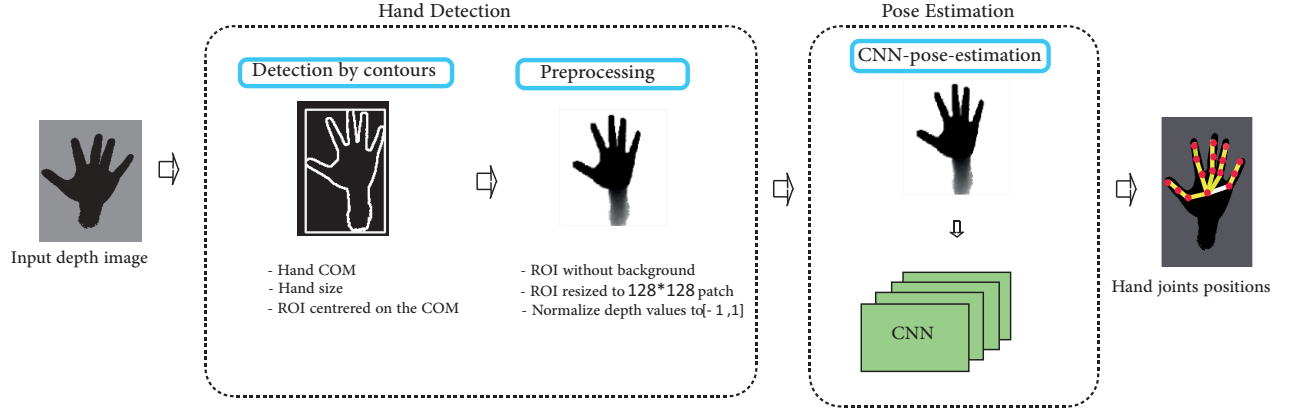 Hand Detection
Pose Estimation
Detection by contours
Preprocessing
CNN-pose-estimation
Input depth image
- Hand COM
- Hand size
- ROI centrered on the COM
- ROI without background
- ROI resized to 128*128 patch
- Normalize depth values to[- 1 ,1]
CNN
Hand joints positions